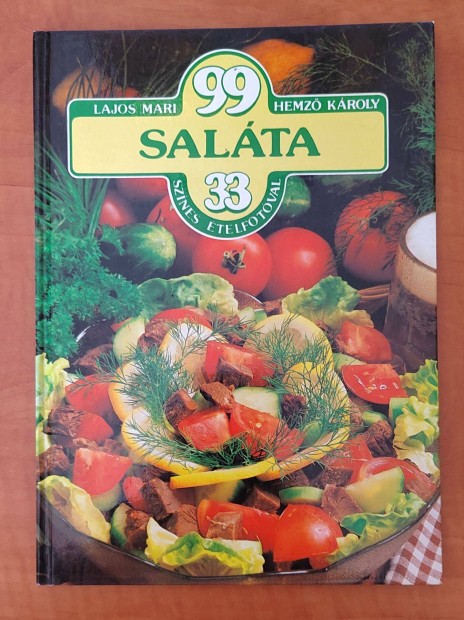 99
LAJOS MARI HEMZŐ KÁROLY
SALÁTA
33
SZÍNES ÉTELFOTÓVAL